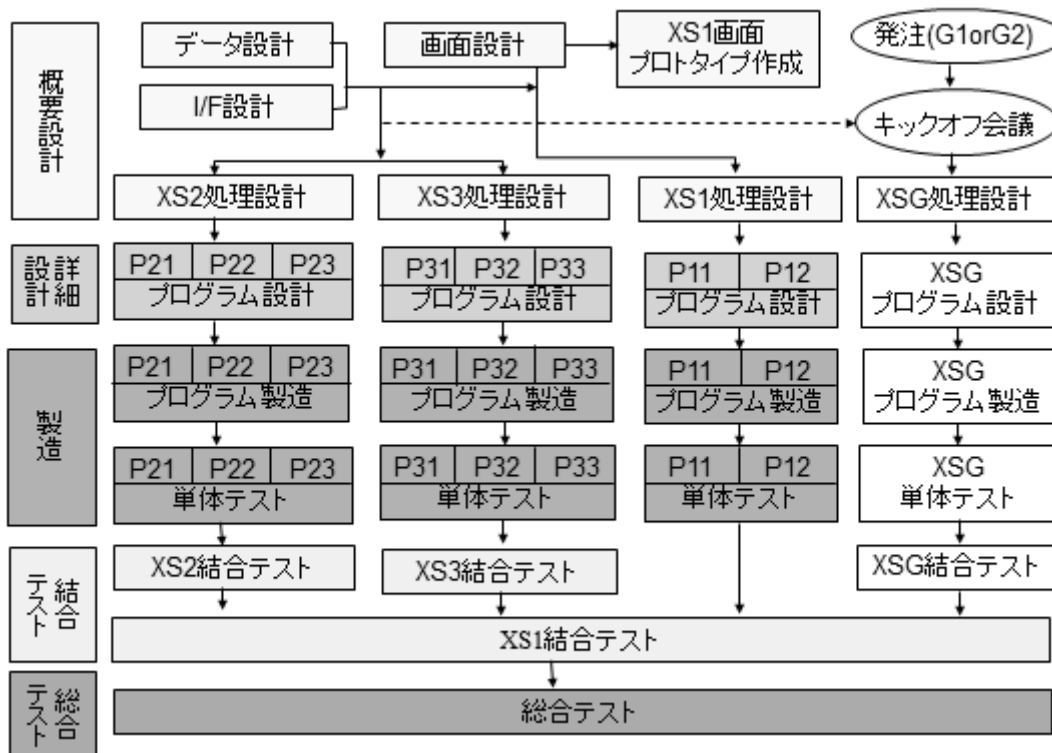 概要設計
データ設計
画面設計
XS1画面
プロトタイプ作成
発注(G1orG2)
I/F設計
キックオフ会議
XS2処理設計
XS3処理設計
XS1処理設計
XSG処理設計
詳細
設計
P21 P22 P23
プログラム設計
P31 P32 P33
プログラム設計
P11 P12
プログラム設計
XSG
プログラム設計
製造
P21 P22 P23
プログラム製造
P31 P32 P33
プログラム製造
P11 P12
プログラム製造
XSG
プログラム製造
P21 P22 P23
単体テスト
P31 P32 P33
単体テスト
P11 P12
単体テスト
XSG
単体テスト
結合
テスト
XS2結合テスト
XS3結合テスト
XSG結合テスト
XS1結合テスト
総合
テスト
総合テスト